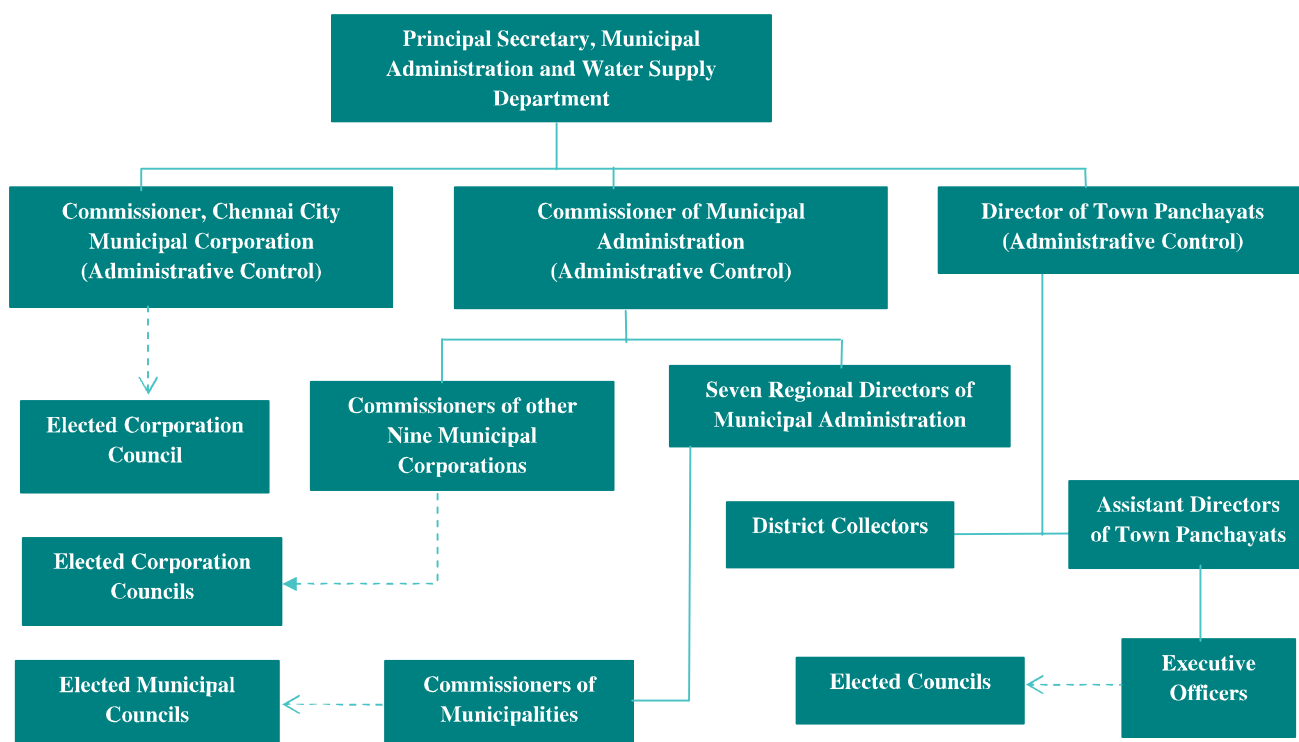 Principal Secretary, Municipal
Administration and Water Supply
Department
Commissioner, Chennai City
Municipal Corporation
(Administrative Control)
Commissioner of Municipal
Administration
(Administrative Control)
Director of Town Panchayats
(Administrative Control)
Elected Corporation
Council
Commissioners of other
Nine Municipal
Corporations
Seven Regional Directors of
Municipal Administration
District Collectors
Assistant Directors
of Town Panchayats
Elected Corporation
Councils
Elected Municipal
Councils
Commissioners of
Municipalities
Elected Councils
Executive
Officers